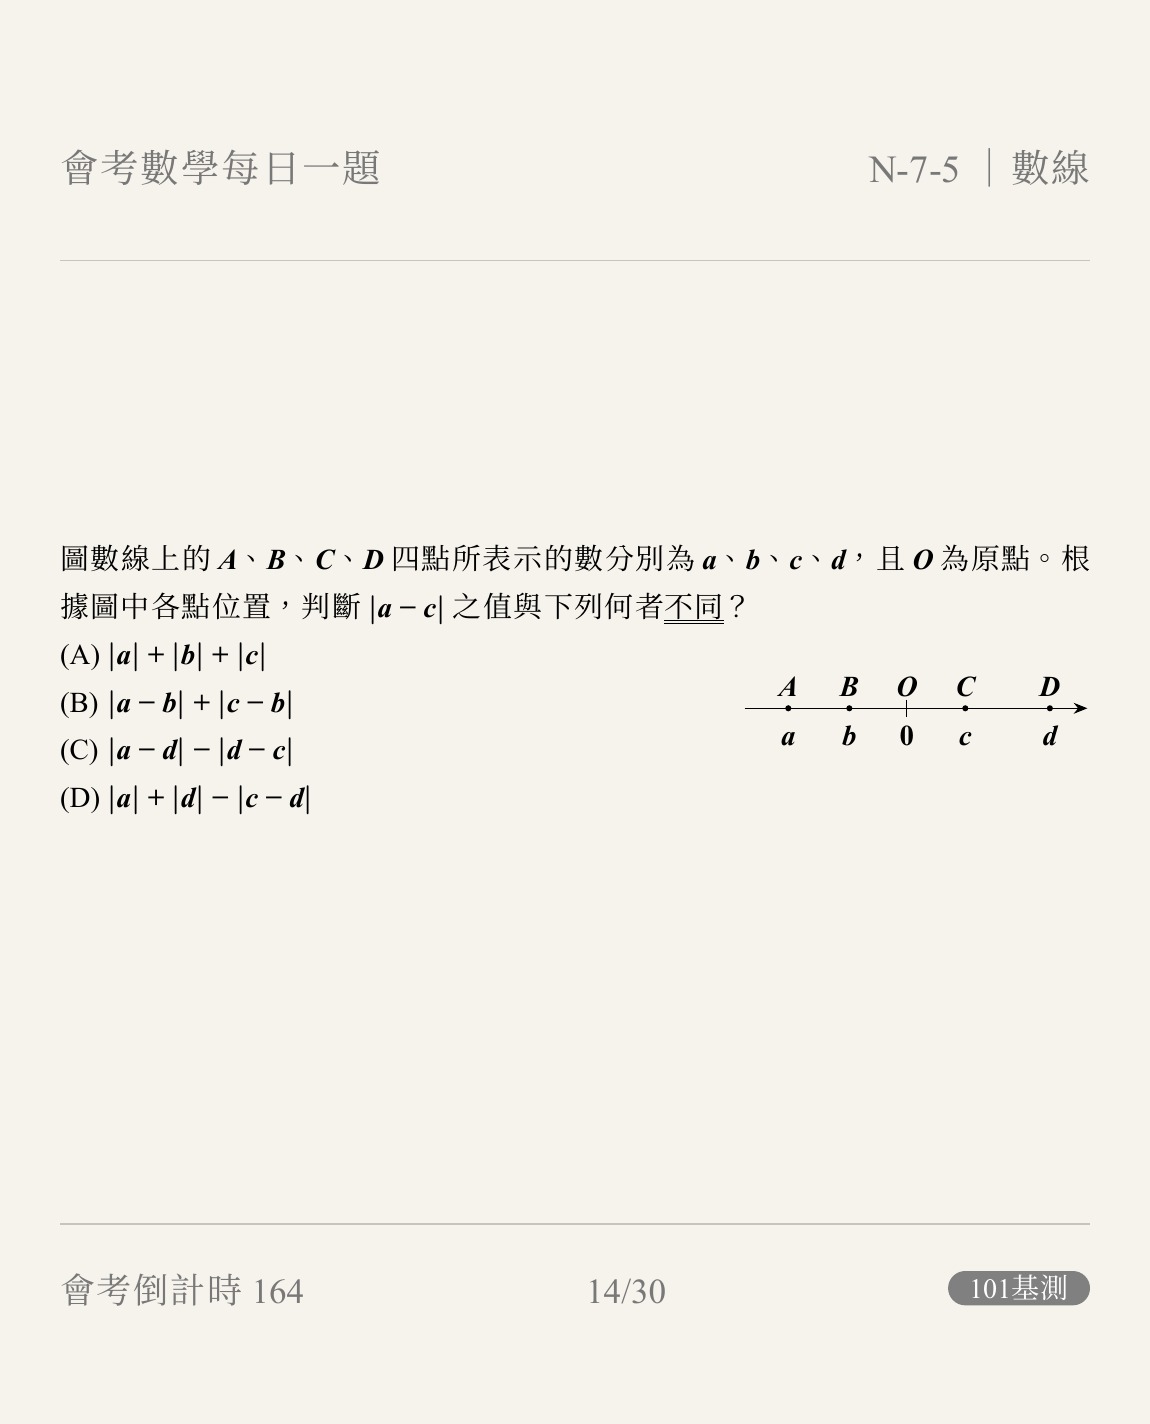 會考數學每日一題
N-7-5 | 數線
圖數線上的 A、B、C、D 四點所表示的數分別為 a、b、c、d，且 O 為原點。根
據圖中各點位置，判斷 |a − c| 之值與下列何者不同？
(A) |a| + |b| + |c|
(B) |a − b| + |c − b|
(C) |a − d| − |d − c|
(D) |a| + |d| − |c − d|
A B O C D
a b 0 c d
會考倒計時 164
14/30
101基測